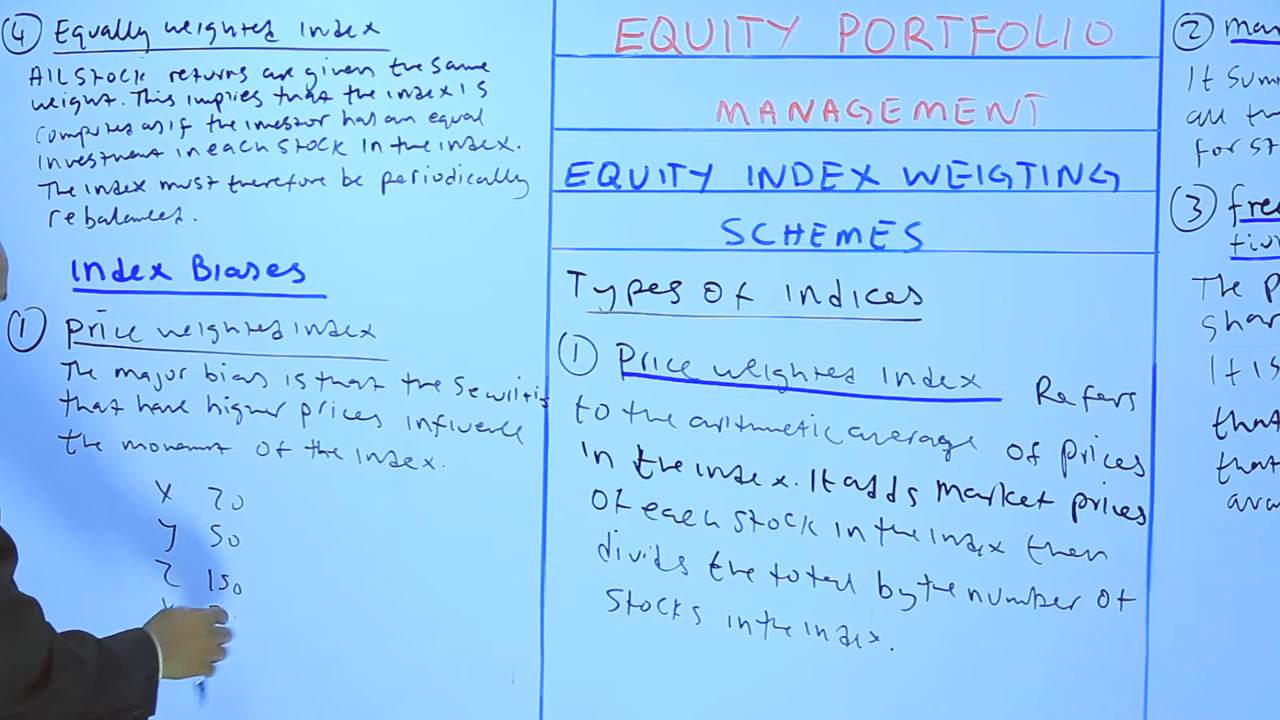 ④ Equally weighted index
All stock returns are given the same
weight. This implies that the index is
computed as if the investor has an equal
investment in each stock in the index.
The index must therefore be periodically
rebalanced.
Index Biases
① Price weighted index
The major bias is that the securities
that have higher prices influence
the movement of the index.
X 20
Y 50
Z 150
EQUITY PORTFOLIO
MANAGEMENT
EQUITY INDEX WEIGTING
SCHEMES
Types of indices
① Price weighted index Refers
to the arithmetic average of prices
in the index. It adds market prices
of each stock in the index then
divids the total by the number of
stocks in the index.
②
It
all
for
③
The
It is
that
that